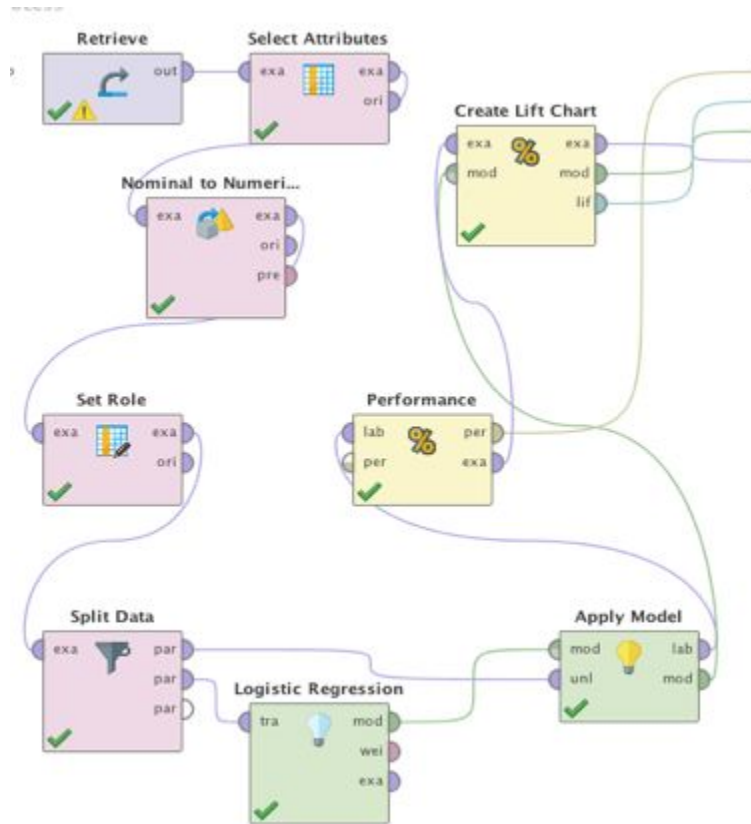 Retrieve
out
Select Attributes
exa exa
ori
Nominal to Numeri...
exa exa
ori
pre
Create Lift Chart
exa exa
mod mod
lif
%
Set Role
exa exa
ori
Performance
lab per
per exa
%
Split Data
exa par
par
par
Logistic Regression
tra mod
wei
exa
Apply Model
mod lab
unl mod